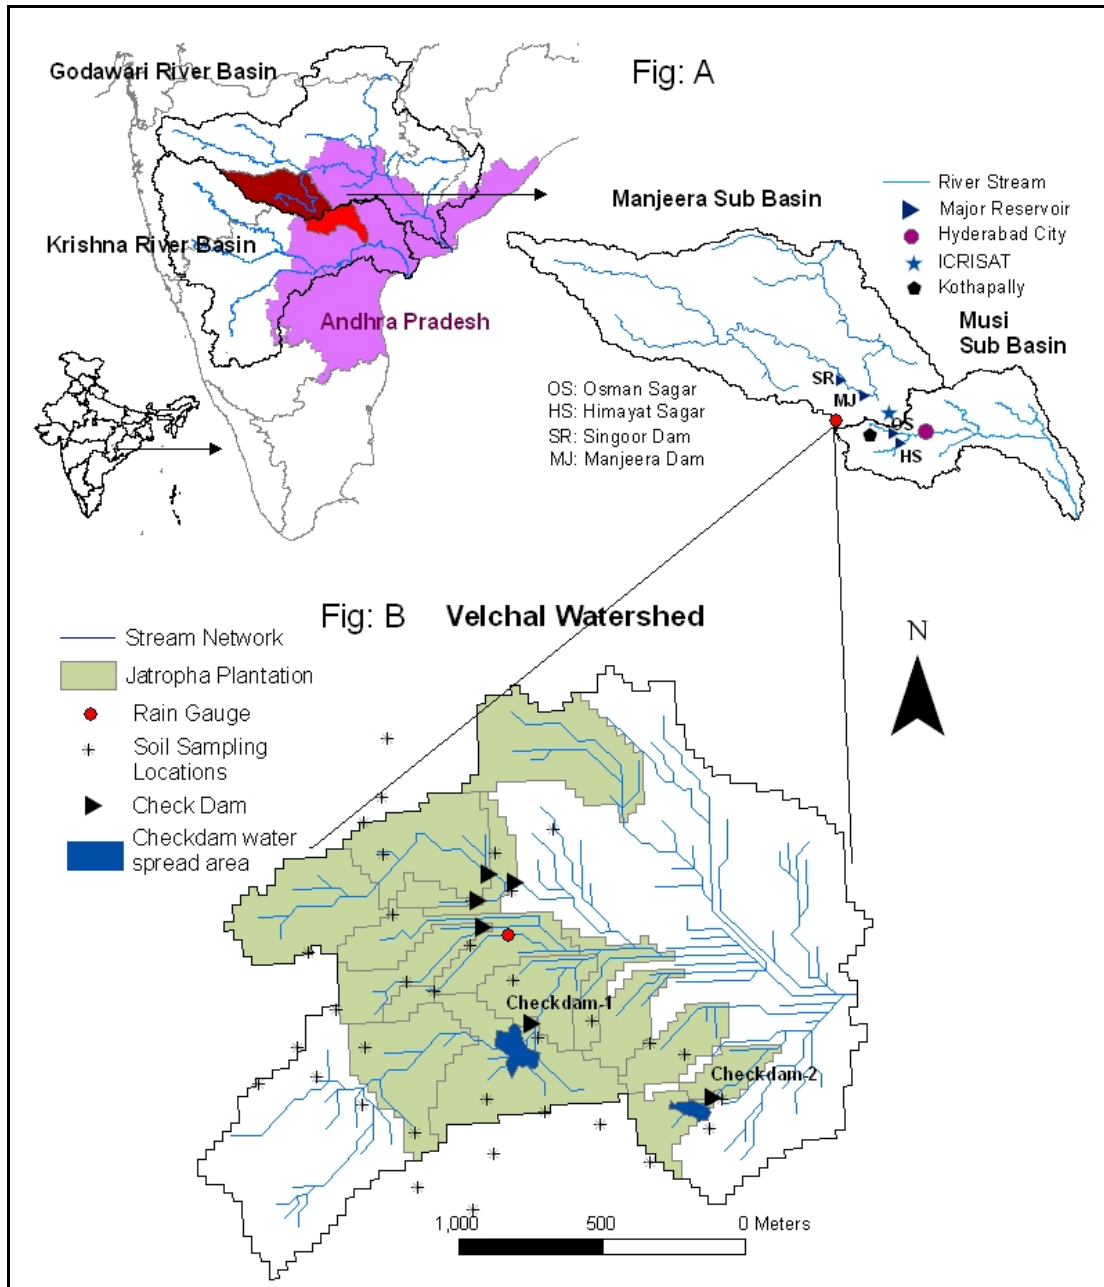 Godawari River Basin
Fig: A
Krishna River Basin
Andhra Pradesh
Manjeera Sub Basin
River Stream
Major Reservoir
Hyderabad City
ICRISAT
Kothapally
Musi
Sub Basin
SR
MJ
OS
HS
OS: Osman Sagar
HS: Himayat Sagar
SR: Singoor Dam
MJ: Manjeera Dam
Fig: B Velchal Watershed
N
Stream Network
Jatropha Plantation
Rain Gauge
Soil Sampling
Locations
Check Dam
Checkdam water
spread area
Checkdam-1
Checkdam-2
1,000 500 0 Meters